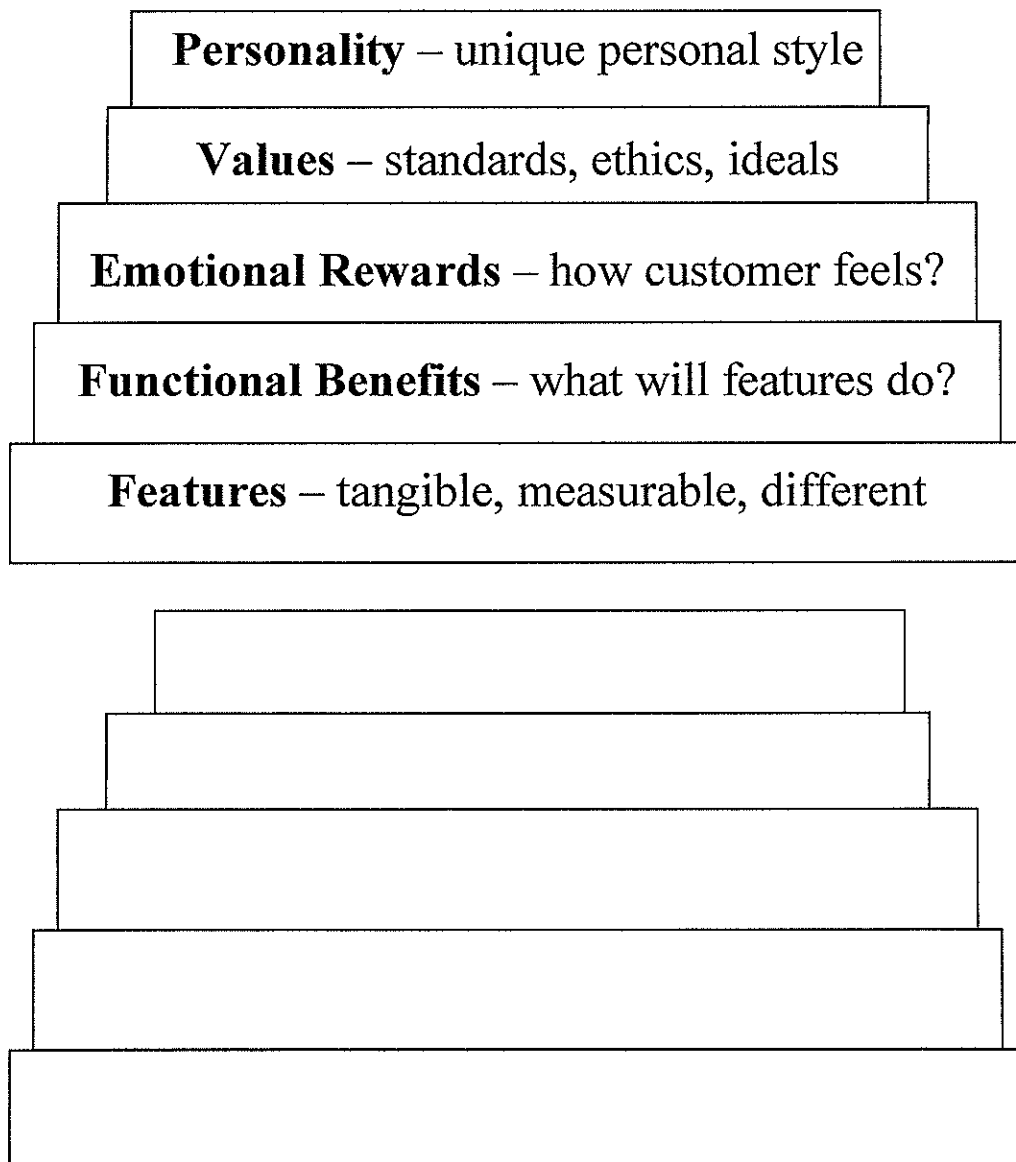 Personality – unique personal style
Values – standards, ethics, ideals
Emotional Rewards – how customer feels?
Functional Benefits – what will features do?
Features – tangible, measurable, different